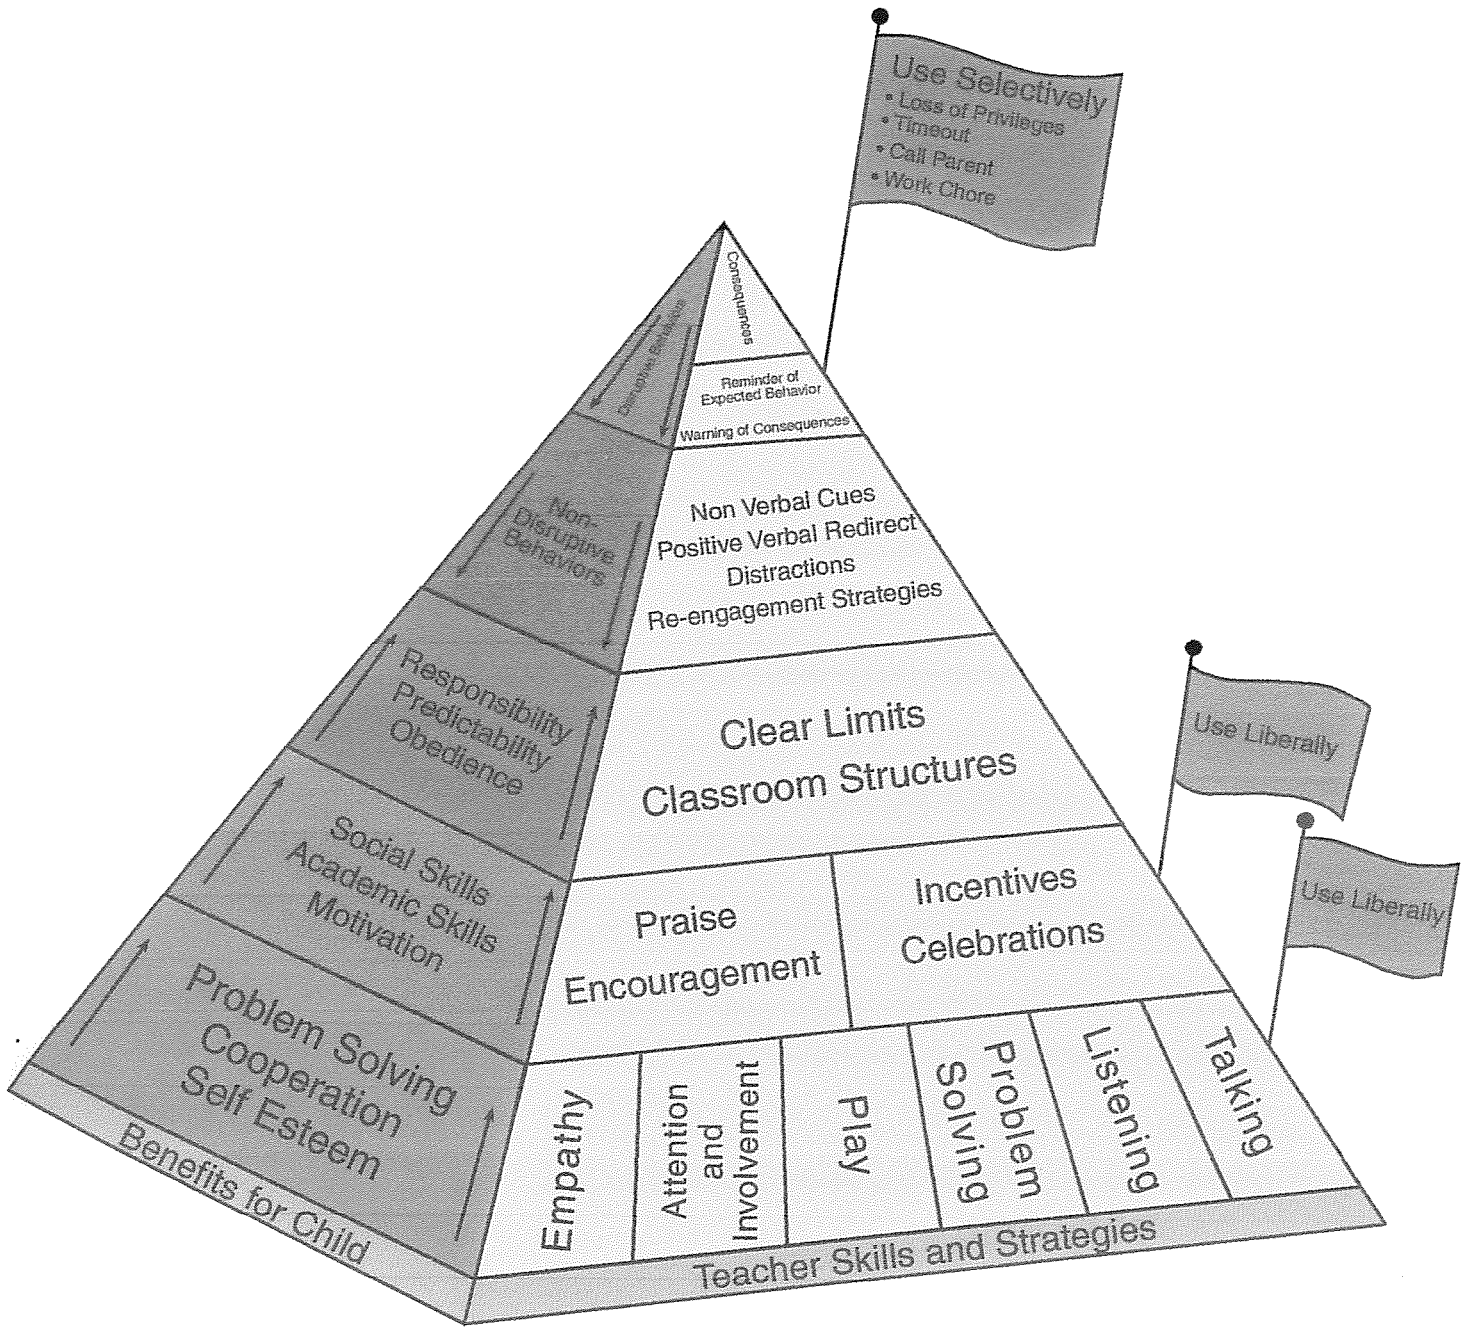 Use Selectively
• Loss of Privileges
• Timeout
• Call Parent
• Work Chore
Consequences
Reminder of
Expected Behavior
Warning of Consequences
Disruptive Behaviors
Non Verbal Cues
Positive Verbal Redirect
Distractions
Re-engagement Strategies
Non-
Disruptive
Behaviors
Clear Limits
Classroom Structures
Responsibility
Predictability
Obedience
Use Liberally
Praise
Encouragement
Incentives
Celebrations
Social Skills
Academic Skills
Motivation
Use Liberally
Empathy
Attention
and
Involvement
Play
Problem
Solving
Listening
Talking
Problem Solving
Cooperation
Self Esteem
Benefits for Child
Teacher Skills and Strategies